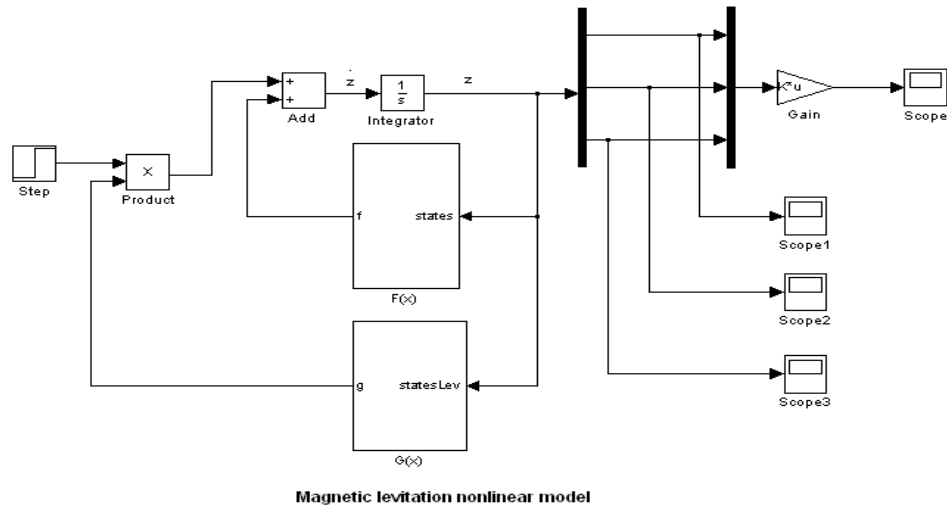 +
+
Add
ż
1
s
Integrator
z
K* u
Gain
Scope
Step
×
Product
f
states
F(x)
Scope1
Scope2
g
statesLev
G(x)
Scope3
Magnetic levitation nonlinear model